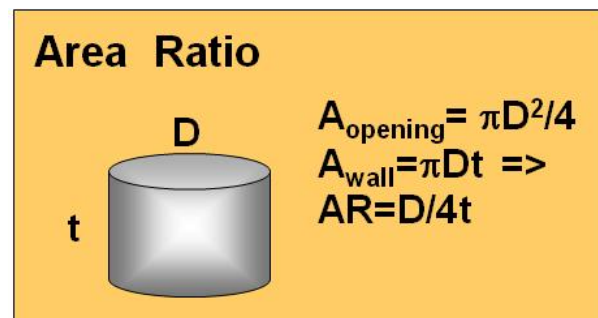 Area Ratio
D
t
A_opening= πD²/4
A_wall=πDt =>
AR=D/4t